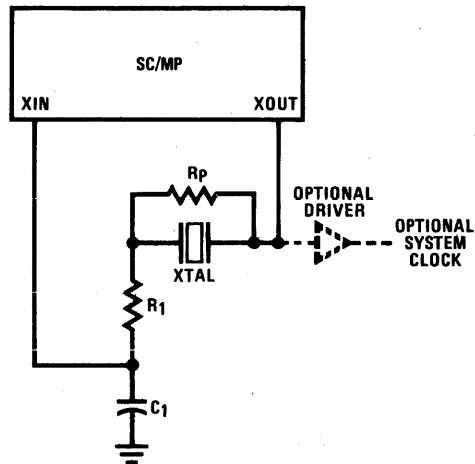 SC/MP
XIN
XOUT
RP
OPTIONAL
DRIVER
OPTIONAL
SYSTEM
CLOCK
XTAL
R1
C1